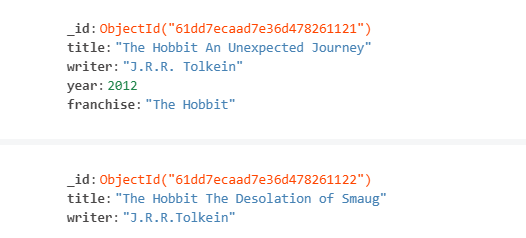 _id: ObjectId("61dd7ecaad7e36d478261121")
title: "The Hobbit An Unexpected Journey"
writer: "J.R.R. Tolkein"
year: 2012
franchise: "The Hobbit"
_id: ObjectId("61dd7ecaad7e36d478261122")
title: "The Hobbit The Desolation of Smaug"
writer: "J.R.R.Tolkein"